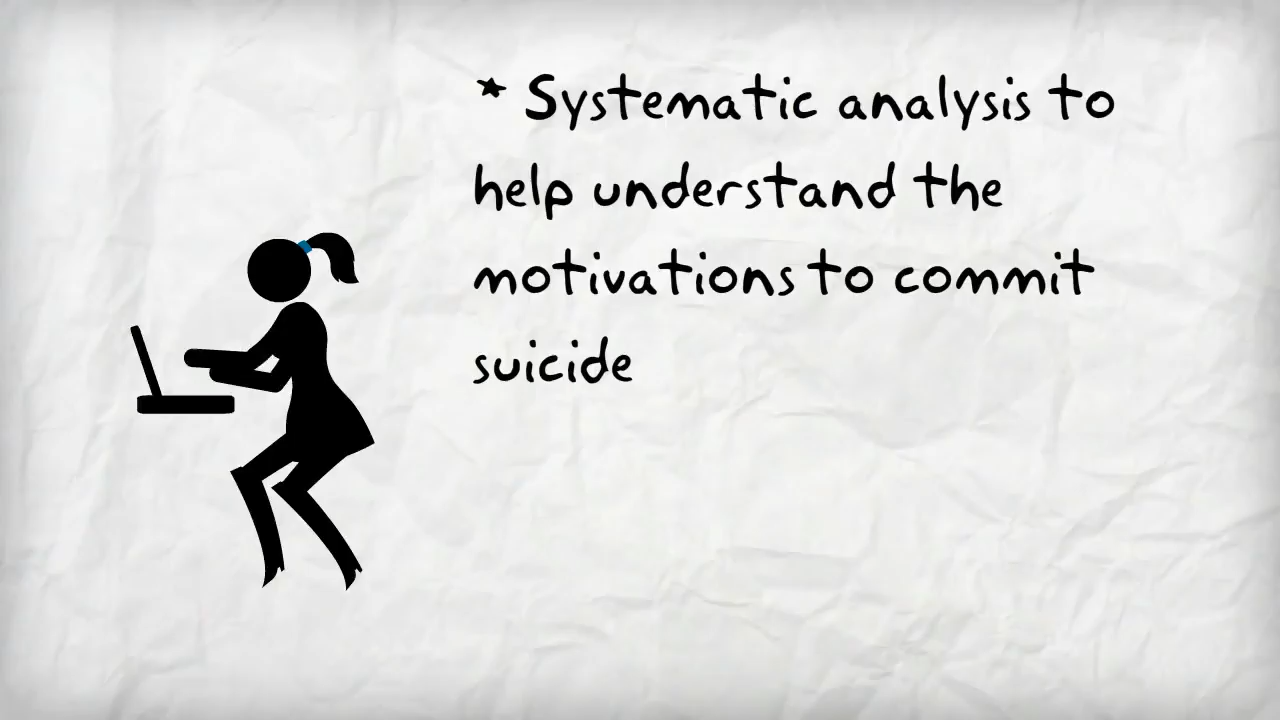 * Systematic analysis to
help understand the
motivations to commit
suicide